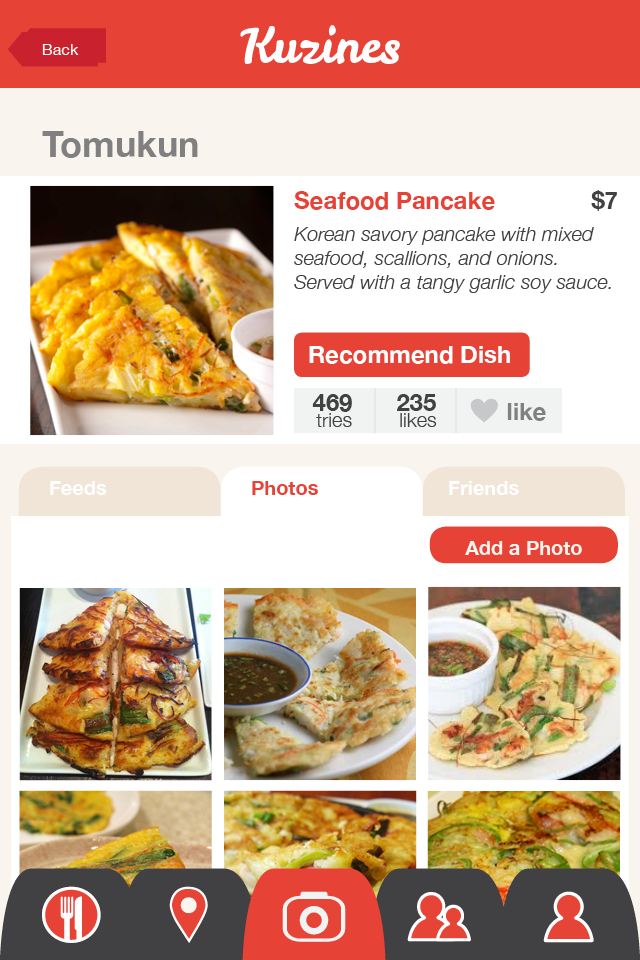 Back
Kuzines
Tomukun
Seafood Pancake
$7
Korean savory pancake with mixed
seafood, scallions, and onions.
Served with a tangy garlic soy sauce.
Recommend Dish
469
tries
235
likes
like
Feeds
Photos
Friends
Add a Photo